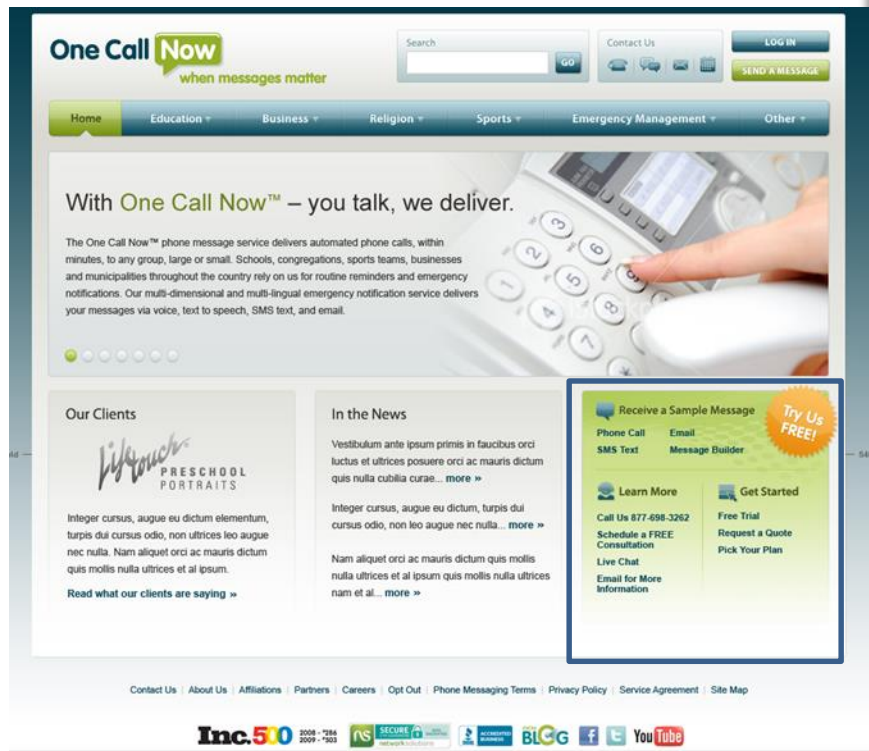 One Call Now
when messages matter
Search
GO
Contact Us
LOG IN
SEND A MESSAGE
Home
Education
Business
Religion
Sports
Emergency Management
Other
With One Call Now™ – you talk, we deliver.
The One Call Now™ phone message service delivers automated phone calls, within
minutes, to any group, large or small. Schools, congregations, sports teams, businesses
and municipalities throughout the country rely on us for routine reminders and emergency
notifications. Our multi-dimensional and multi-lingual emergency notification service delivers
your messages via voice, text to speech, SMS text, and email.
Our Clients
Lifetouch
PRESCHOOL
PORTRAITS
Integer cursus, augue eu dictum elementum,
turpis dui cursus odio, non ultrices leo augue
nec nulla. Nam aliquet orci ac mauris dictum
quis mollis nulla ultrices et al ipsum.
Read what our clients are saying »
In the News
Vestibulum ante ipsum primis in faucibus orci
luctus et ultrices posuere orci ac mauris dictum
quis nulla cubilia curae... more »
Integer cursus, augue eu dictum, turpis dui
cursus odio, non leo augue nec nulla... more »
Nam aliquet orci ac mauris dictum quis mollis
nulla ultrices et al ipsum quis mollis nulla ultrices
nam et al... more »
Receive a Sample Message
Try Us
FREE!
Phone Call
Email
SMS Text
Message Builder
Learn More
Call Us 877-698-3262
Schedule a FREE
Consultation
Live Chat
Email for More
Information
Get Started
Free Trial
Request a Quote
Pick Your Plan
Contact Us | About Us | Affiliations | Partners | Careers | Opt Out | Phone Messaging Terms | Privacy Policy | Service Agreement | Site Map
Inc.500
2008 - *286
2009 - *503
NS
SECURE
network solutions
ACCREDITED
BUSINESS
BLOG
f
t
YouTube